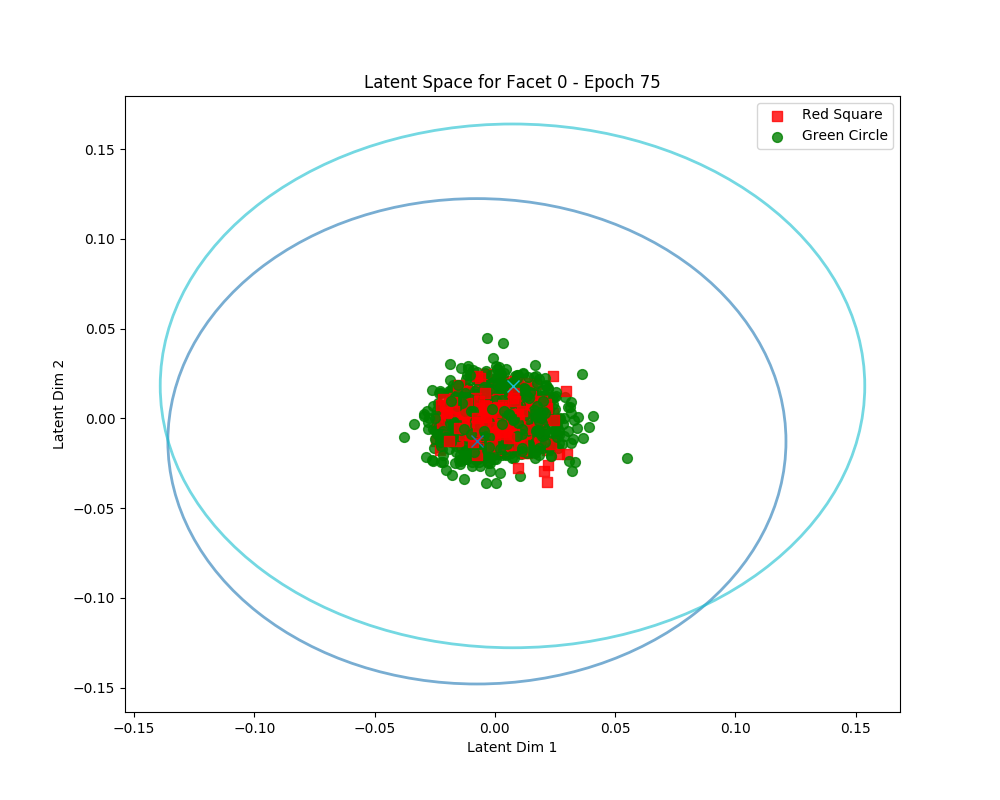 Latent Space for Facet 0 - Epoch 75
Red Square
Green Circle
0.15
0.10
0.05
0.00
−0.05
−0.10
−0.15
Latent Dim 2
−0.15 −0.10 −0.05 0.00 0.05 0.10 0.15
Latent Dim 1